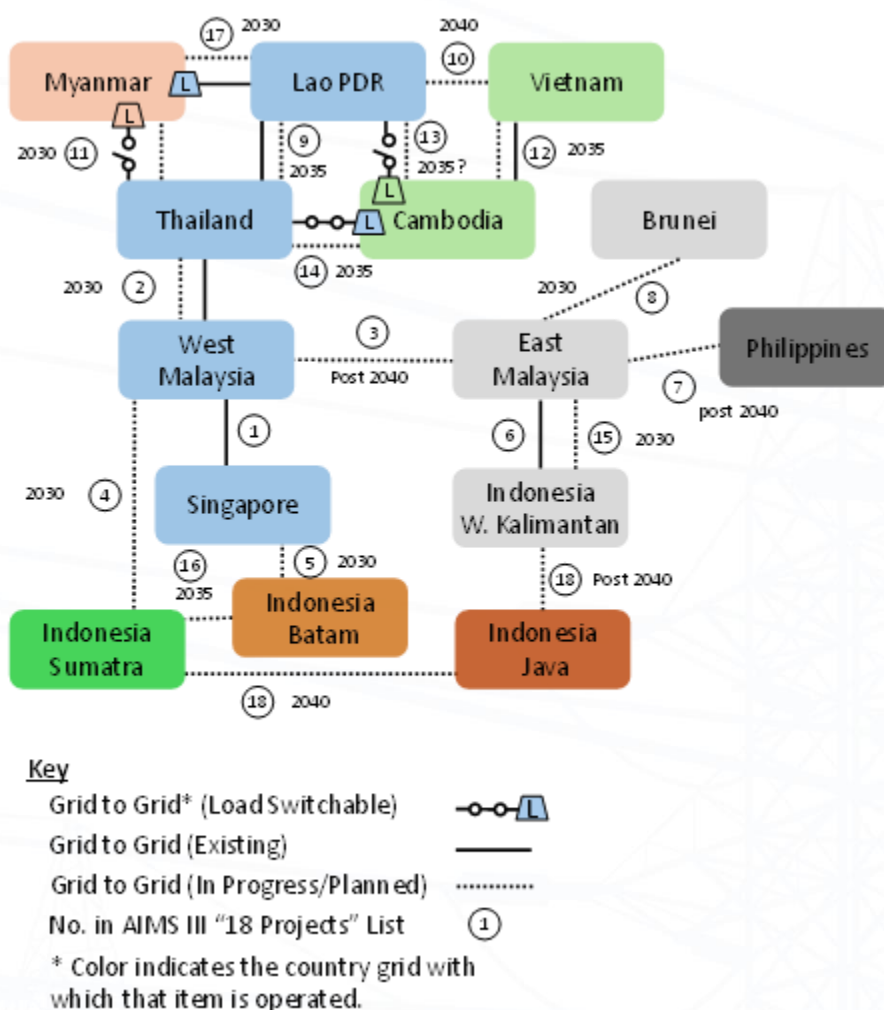 17 2030
2040
10
Myanmar L Lao PDR Vietnam
L
2030 11
9
2035
13
2035?
12 2035
L
Thailand L Cambodia Brunei
14 2035
2030 2
2030
8
3
West
Malaysia
Post 2040
East
Malaysia
Philippines
7
post 2040
1
6
15 2030
2030 4
Singapore
Indonesia
W. Kalimantan
16
2035
5 2030
18 Post 2040
Indonesia
Batam
Indonesia
Sumatra
Indonesia
Java
18 2040
Key
Grid to Grid* (Load Switchable) L
Grid to Grid (Existing)
Grid to Grid (In Progress/Planned)
No. in AIMS III "18 Projects" List 1
* Color indicates the country grid with
which that item is operated.